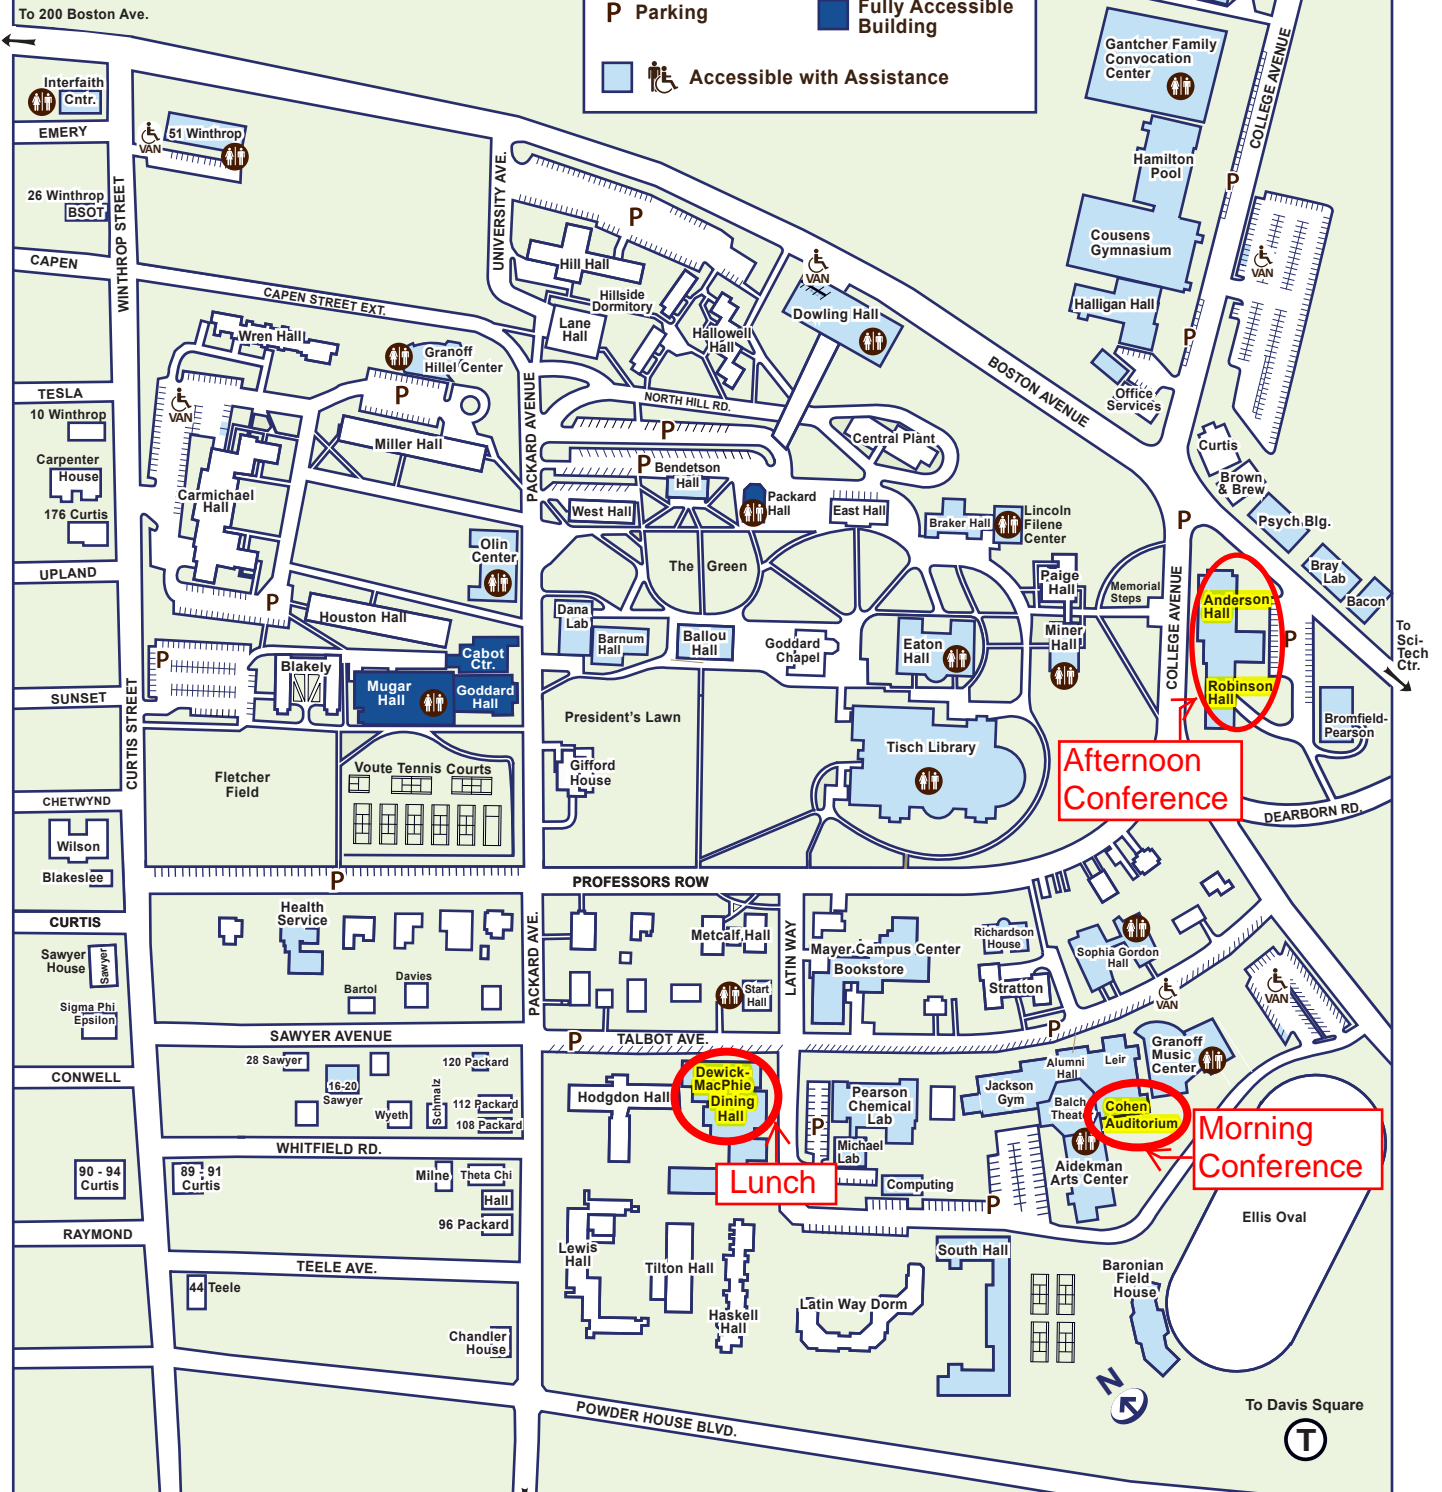 To 200 Boston Ave.
P Parking
Fully Accessible
Building
Accessible with Assistance
Interfaith
Cntr.
EMERY
VAN
51 Winthrop
26 Winthrop
BSOT
WINTHROP STREET
CAPEN
CAPEN STREET EXT.
UNIVERSITY AVE.
P
Hill Hall
Hillside
Dormitory
Lane
Hall
Hallowell
Hall
VAN
Dowling Hall
Gantcher Family
Convocation
Center
COLLEGE AVENUE
Hamilton
Pool
P
Cousens
Gymnasium
VAN
Halligan Hall
P
Office
Services
BOSTON AVENUE
Wren Hall
Granoff
Hillel Center
P
VAN
TESLA
10 Winthrop
Carpenter
House
176 Curtis
UPLAND
Miller Hall
Carmichael
Hall
PACKARD AVENUE
NORTH HILL RD.
P
P
Bendetson
Hall
Central Plant
West Hall
Packard
Hall
East Hall
Braker Hall
Lincoln
Filene
Center
Curtis
Brown
& Brew
Psych Blg.
Bray
Lab
Bacon
P
To
Sci-
Tech
Ctr.
Olin
Center
The Green
Paige
Hall
Memorial
Steps
COLLEGE AVENUE
Anderson
Hall
P
Robinson
Hall
Bromfield-
Pearson
P
Houston Hall
Dana
Lab
Barnum
Hall
Ballou
Hall
Goddard
Chapel
Eaton
Hall
Miner
Hall
P
Blakely
Cabot
Ctr.
Mugar
Hall
Goddard
Hall
SUNSET
CURTIS STREET
President's Lawn
Tisch Library
Afternoon
Conference
Fletcher
Field
Voute Tennis Courts
Gifford
House
CHETWYND
Wilson
Blakeslee
DEARBORN RD.
P
PROFESSORS ROW
CURTIS
Sawyer
House
Sawyer
Sigma Phi
Epsilon
Health
Service
Davies
Bartol
PACKARD AVE.
Metcalf Hall
Start
Hall
LATIN WAY
Mayer Campus Center
Bookstore
Richardson
House
Stratton
Sophia Gordon
Hall
VAN
VAN
SAWYER AVENUE
P
TALBOT AVE.
P
CONWELL
28 Sawyer
16-20
Sawyer
120 Packard
Wyeth
Schmalz
112 Packard
108 Packard
Hodgdon Hall
Dewick-
MacPhie
Dining
Hall
Lunch
P
Pearson
Chemical
Lab
Michael
Lab
Computing
Jackson
Gym
Alumni
Hall
Leir
Granoff
Music
Center
Balch
Theater
Cohen
Auditorium
Morning
Conference
Aidekman
Arts Center
P
Ellis Oval
WHITFIELD RD.
90 - 94
Curtis
89 - 91
Curtis
Milne
Theta Chi
Hall
96 Packard
RAYMOND
TEELE AVE.
44 Teele
Chandler
House
Lewis
Hall
Tilton Hall
Haskell
Hall
Latin Way Dorm
South Hall
Baronian
Field
House
N
To Davis Square
T
POWDER HOUSE BLVD.